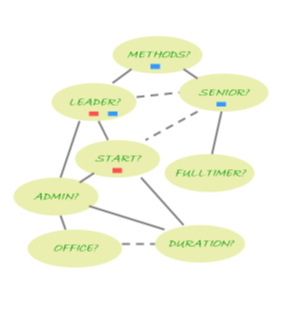 METHODS?
LEADER?
SENIOR?
START?
FULLTIMER?
ADMIN?
OFFICE?
DURATION?